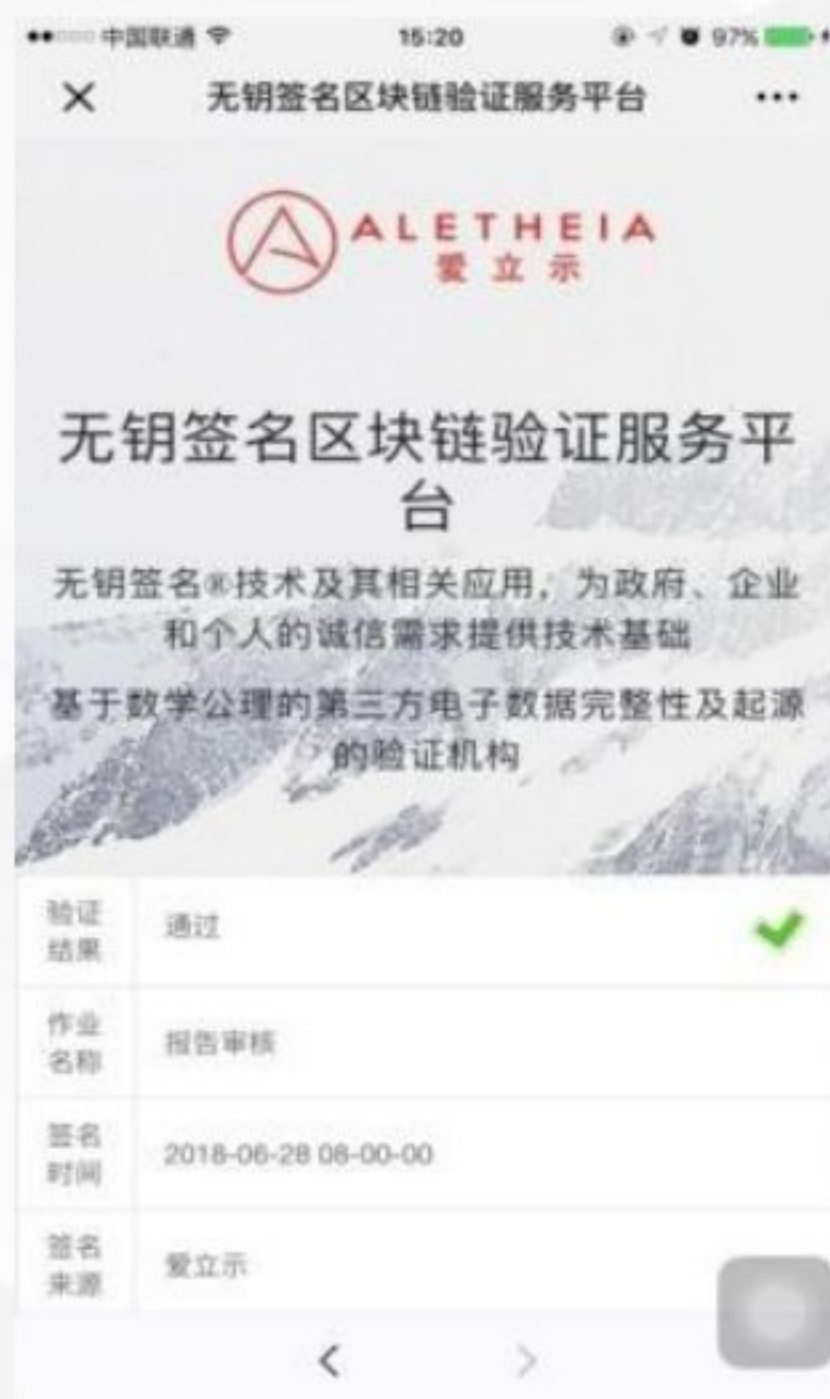 中国联通 15:20 97%
无钥签名区块链验证服务平台
ALETHEIA
爱立示
无钥签名区块链验证服务平
台
无钥签名®技术及其相关应用，为政府、企业
和个人的诚信需求提供技术基础
基于数学公理的第三方电子数据完整性及起源
的验证机构
验证
结果
通过
作业
名称
报告审核
签名
时间
2018-06-28 08-00-00
签名
来源
爱立示